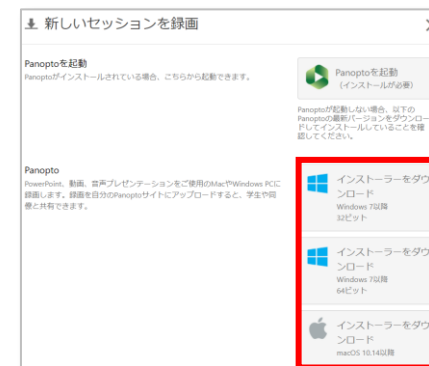 新しいセッションを録画
Panoptoを起動
Panoptoがインストールされている場合、こちらから起動できます。
Panoptoを起動
(インストールが必要)
Panoptoが起動しない場合、以下の
Panoptoの最新バージョンをダウンロー
ドしてインストールしていることを確
認してください。
Panopto
PowerPoint、動画、音声プレゼンテーションをご使用のMacやWindows PCに
録画します。録画を自分のPanoptoサイトにアップロードすると、学生や同
僚と共有できます。
インストーラーをダウ
ンロード
Windows 7以降
32ビット
インストーラーをダウ
ンロード
Windows 7以降
64ビット
インストーラーをダウ
ンロード
macOS 10.14以降